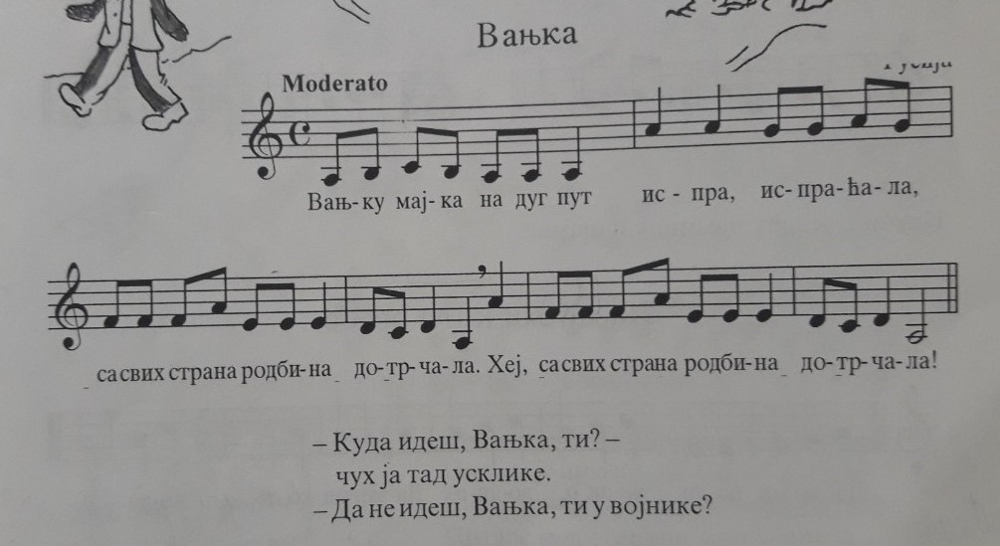 Вањка
Moderato
Вањ-ку мај-ка на дуг пут ис - пра, ис-пра-ћа-ла,
са свих страна родби-на до-тр-ча-ла. Хеј, са свих страна родби-на до-тр-ча-ла!
– Куда идеш, Вањка, ти? –
чух ја тад усклике.
– Да не идеш, Вањка, ти у војнике?